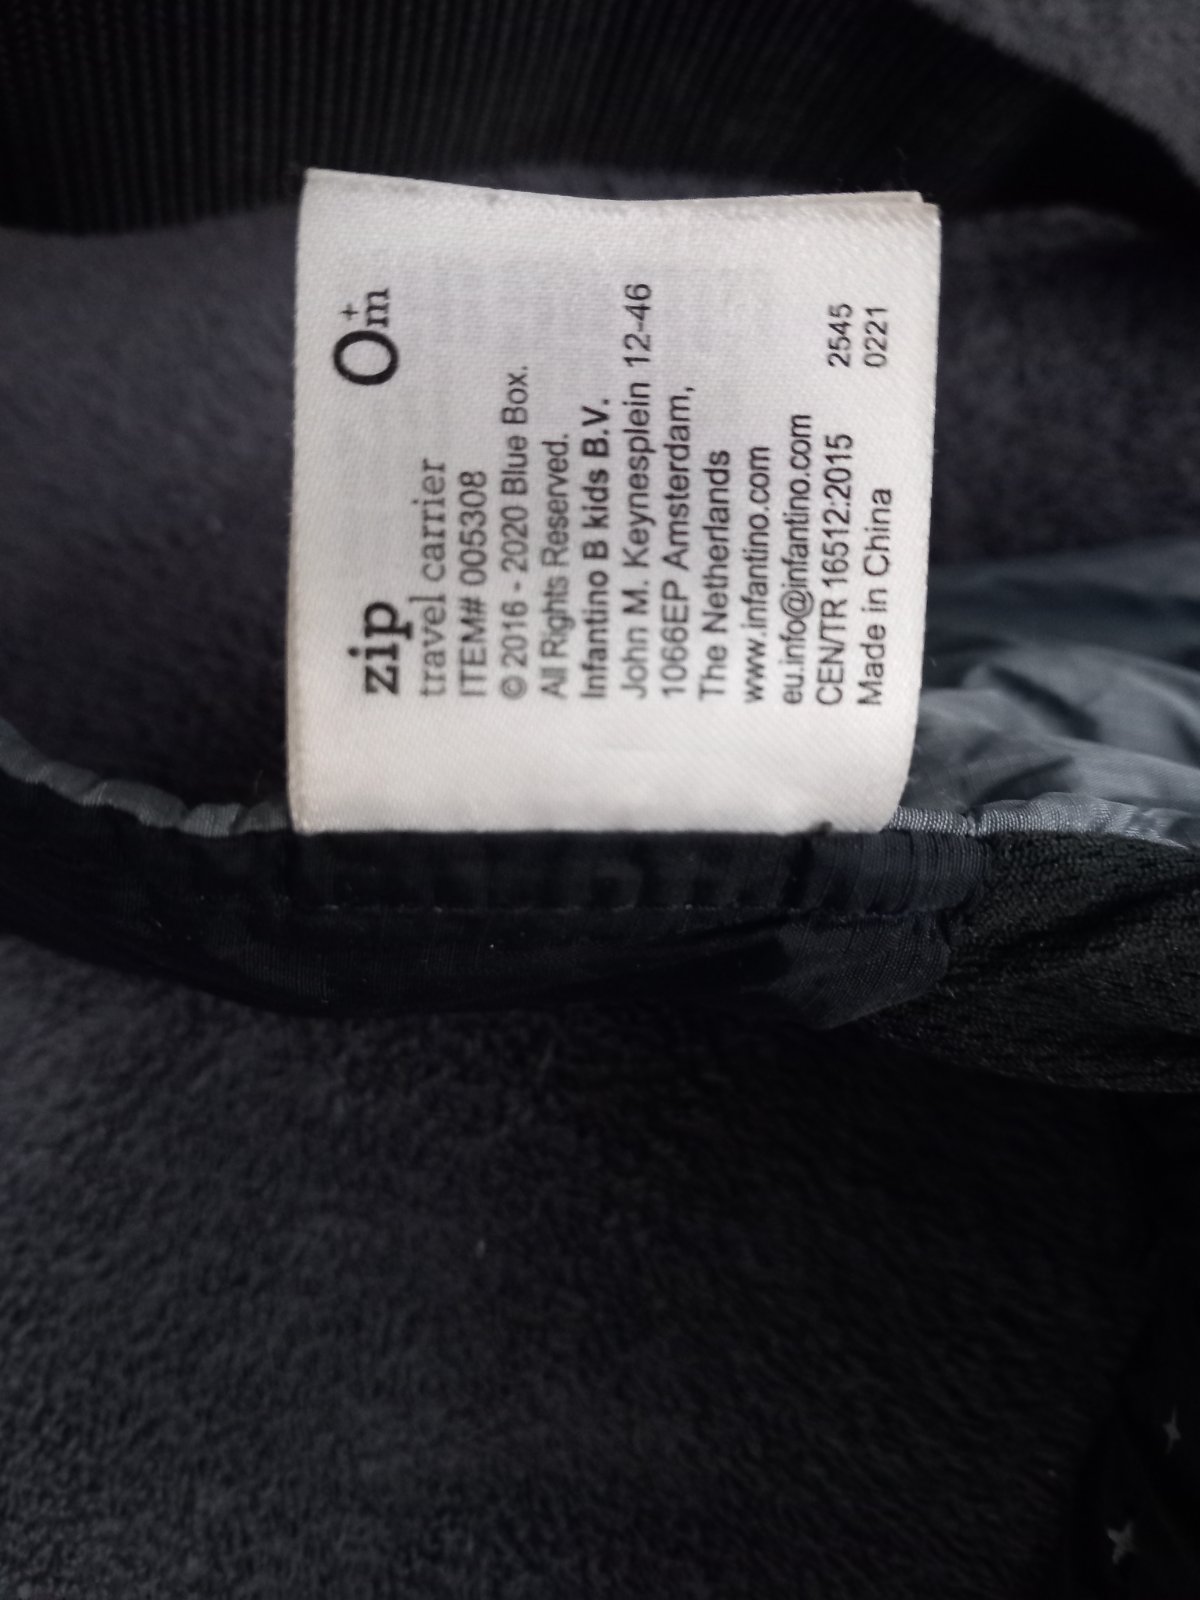 zip 0+m
travel carrier
ITEM# 005308
© 2016 - 2020 Blue Box.
All Rights Reserved.
Infantino B kids B.V.
John M. Keynesplein 12-46
1066EP Amsterdam,
The Netherlands
www.infantino.com
eu.info@infantino.com
CEN/TR 16512:2015 2545
Made in China 0221